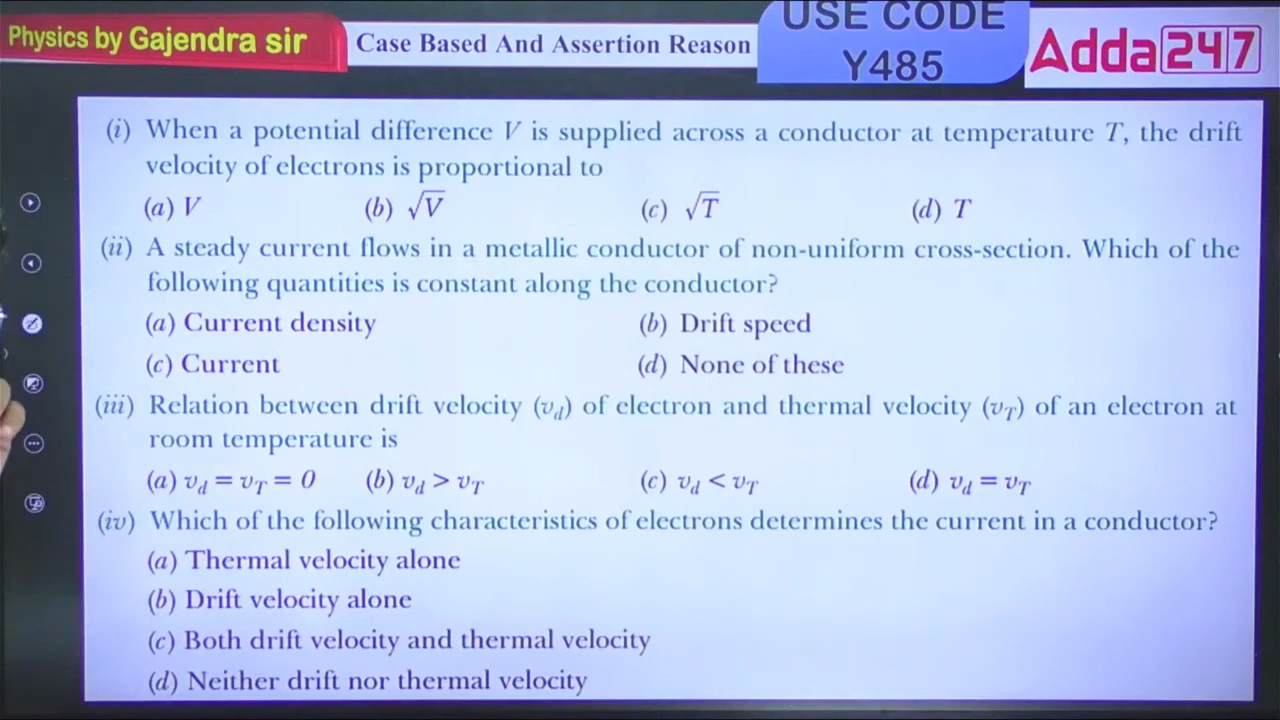 Physics by Gajendra sir
Case Based And Assertion Reason
USE CODE
Y485
Adda247
(i) When a potential difference V is supplied across a conductor at temperature T, the drift
velocity of electrons is proportional to
(a) V (b) √V (c) √T (d) T
(ii) A steady current flows in a metallic conductor of non-uniform cross-section. Which of the
following quantities is constant along the conductor?
(a) Current density (b) Drift speed
(c) Current (d) None of these
(iii) Relation between drift velocity (v_d) of electron and thermal velocity (v_T) of an electron at
room temperature is
(a) v_d = v_T = 0 (b) v_d > v_T (c) v_d < v_T (d) v_d = v_T
(iv) Which of the following characteristics of electrons determines the current in a conductor?
(a) Thermal velocity alone
(b) Drift velocity alone
(c) Both drift velocity and thermal velocity
(d) Neither drift nor thermal velocity